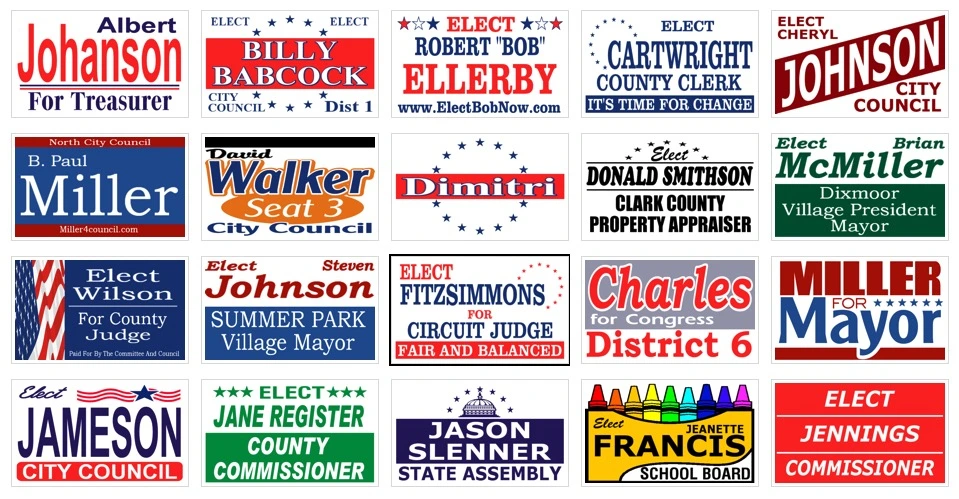 Albert
Johanson
For Treasurer
ELECT ELECT
BILLY
BABCOCK
CITY
COUNCIL Dist 1
ELECT
ROBERT "BOB"
ELLERBY
www.ElectBobNow.com
ELECT
CARTWRIGHT
COUNTY CLERK
IT'S TIME FOR CHANGE
ELECT
CHERYL
JOHNSON
CITY
COUNCIL
North City Council
B. Paul
Miller
Miller4council.com
David
Walker
Seat 3
City Council
Dimitri
Elect
DONALD SMITHSON
CLARK COUNTY
PROPERTY APPRAISER
Elect Brian
McMiller
Dixmoor
Village President
Mayor
Elect
Wilson
For County
Judge
Paid For By The Committee And Council
Elect Steven
Johnson
SUMMER PARK
Village Mayor
ELECT
FITZSIMMONS
FOR
CIRCUIT JUDGE
FAIR AND BALANCED
Charles
for Congress
District 6
MILLER
FOR
Mayor
Elect
JAMESON
CITY COUNCIL
ELECT
JANE REGISTER
COUNTY
COMMISSIONER
JASON
SLENNER
STATE ASSEMBLY
Elect
JEANETTE
FRANCIS
SCHOOL BOARD
ELECT
JENNINGS
COMMISSIONER